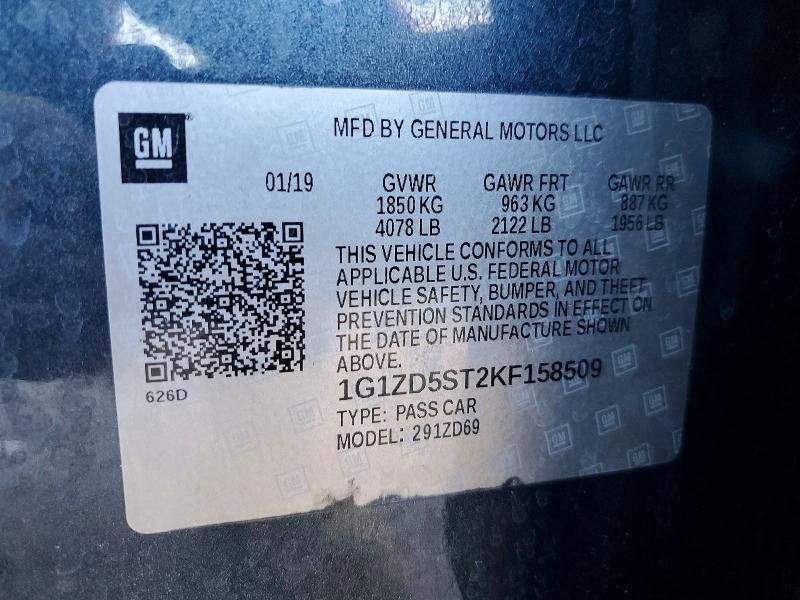 GM
MFD BY GENERAL MOTORS LLC
01/19 GVWR GAWR FRT GAWR RR
1850 KG 963 KG 887 KG
4078 LB 2122 LB 1956 LB
THIS VEHICLE CONFORMS TO ALL
APPLICABLE U.S. FEDERAL MOTOR
VEHICLE SAFETY, BUMPER, AND THEFT
PREVENTION STANDARDS IN EFFECT ON
THE DATE OF MANUFACTURE SHOWN
ABOVE.
626D
1G1ZD5ST2KF158509
TYPE: PASS CAR
MODEL: 291ZD69